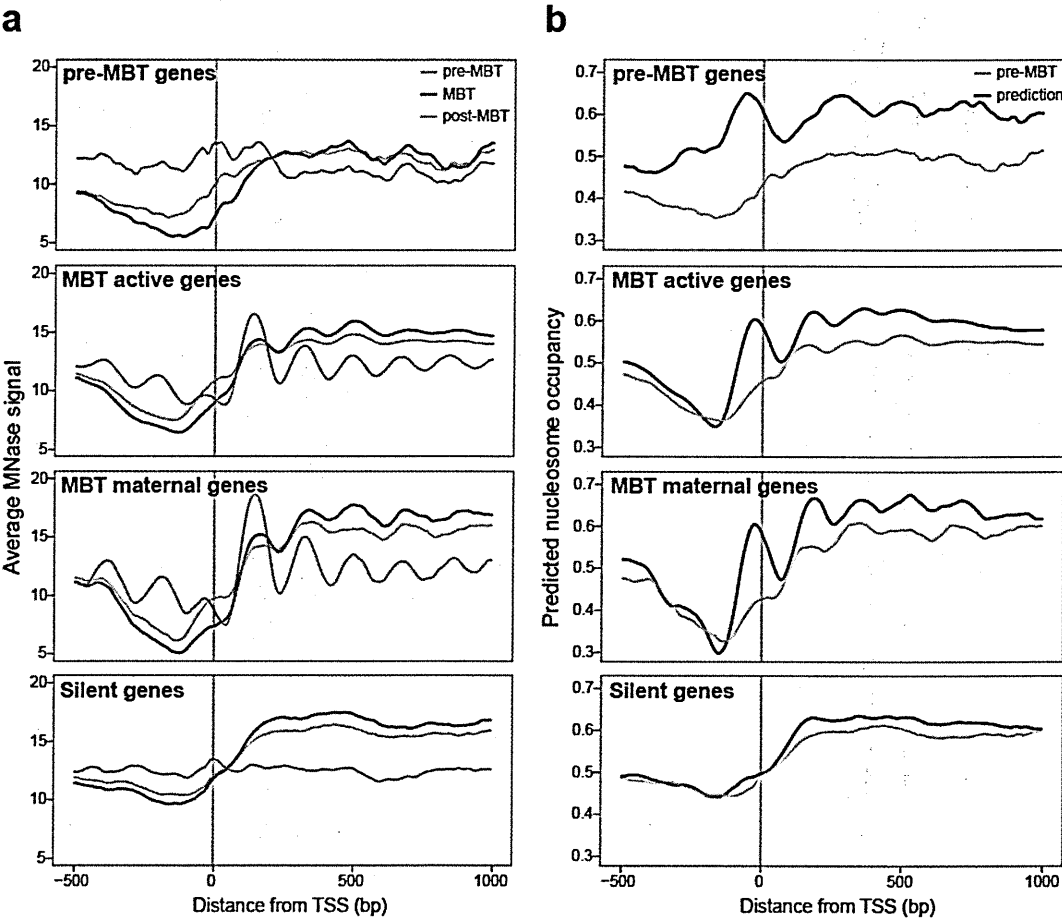 a
b
pre-MBT genes
pre-MBT
MBT
post-MBT
20
15
10
5
MBT active genes
20
15
10
5
MBT maternal genes
20
15
10
5
Silent genes
20
15
10
5
−500
0
500
1000
Distance from TSS (bp)
Average MNase signal
pre-MBT genes
pre-MBT
prediction
0.7
0.6
0.5
0.4
0.3
MBT active genes
0.7
0.6
0.5
0.4
0.3
MBT maternal genes
0.7
0.6
0.5
0.4
0.3
Silent genes
0.7
0.6
0.5
0.4
0.3
−500
0
500
1000
Distance from TSS (bp)
Predicted nucleosome occupancy